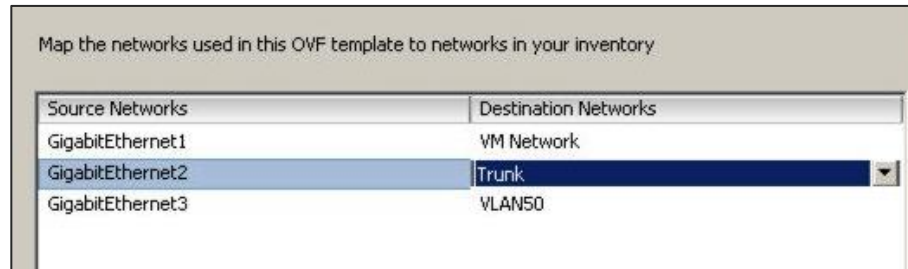 Map the networks used in this OVF template to networks in your inventory
Source Networks Destination Networks
GigabitEthernet1 VM Network
GigabitEthernet2 Trunk
GigabitEthernet3 VLAN50